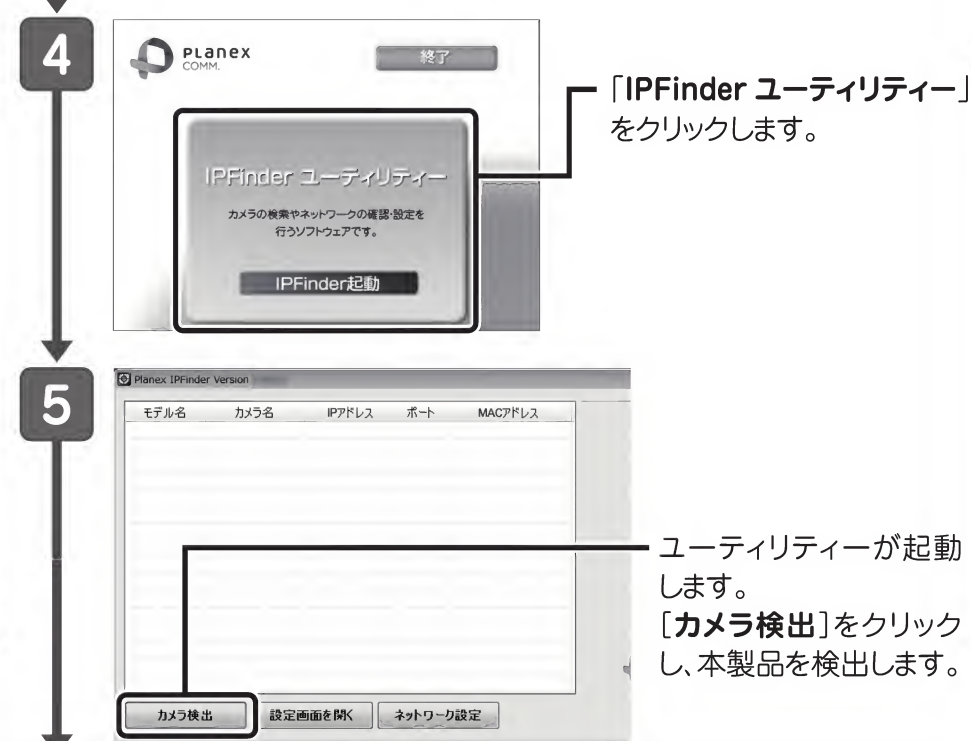 4
PLanex
COMM.
終了
IPFinder ユーティリティー
カメラの検索やネットワークの確認・設定を
行うソフトウェアです。
IPFinder起動
「IPFinder ユーティリティー」
をクリックします。
5
Planex IPFinder Version
モデル名 カメラ名 IPアドレス ポート MACアドレス
カメラ検出 設定画面を開く ネットワーク設定
ユーティリティーが起動
します。
[カメラ検出]をクリック
し、本製品を検出します。